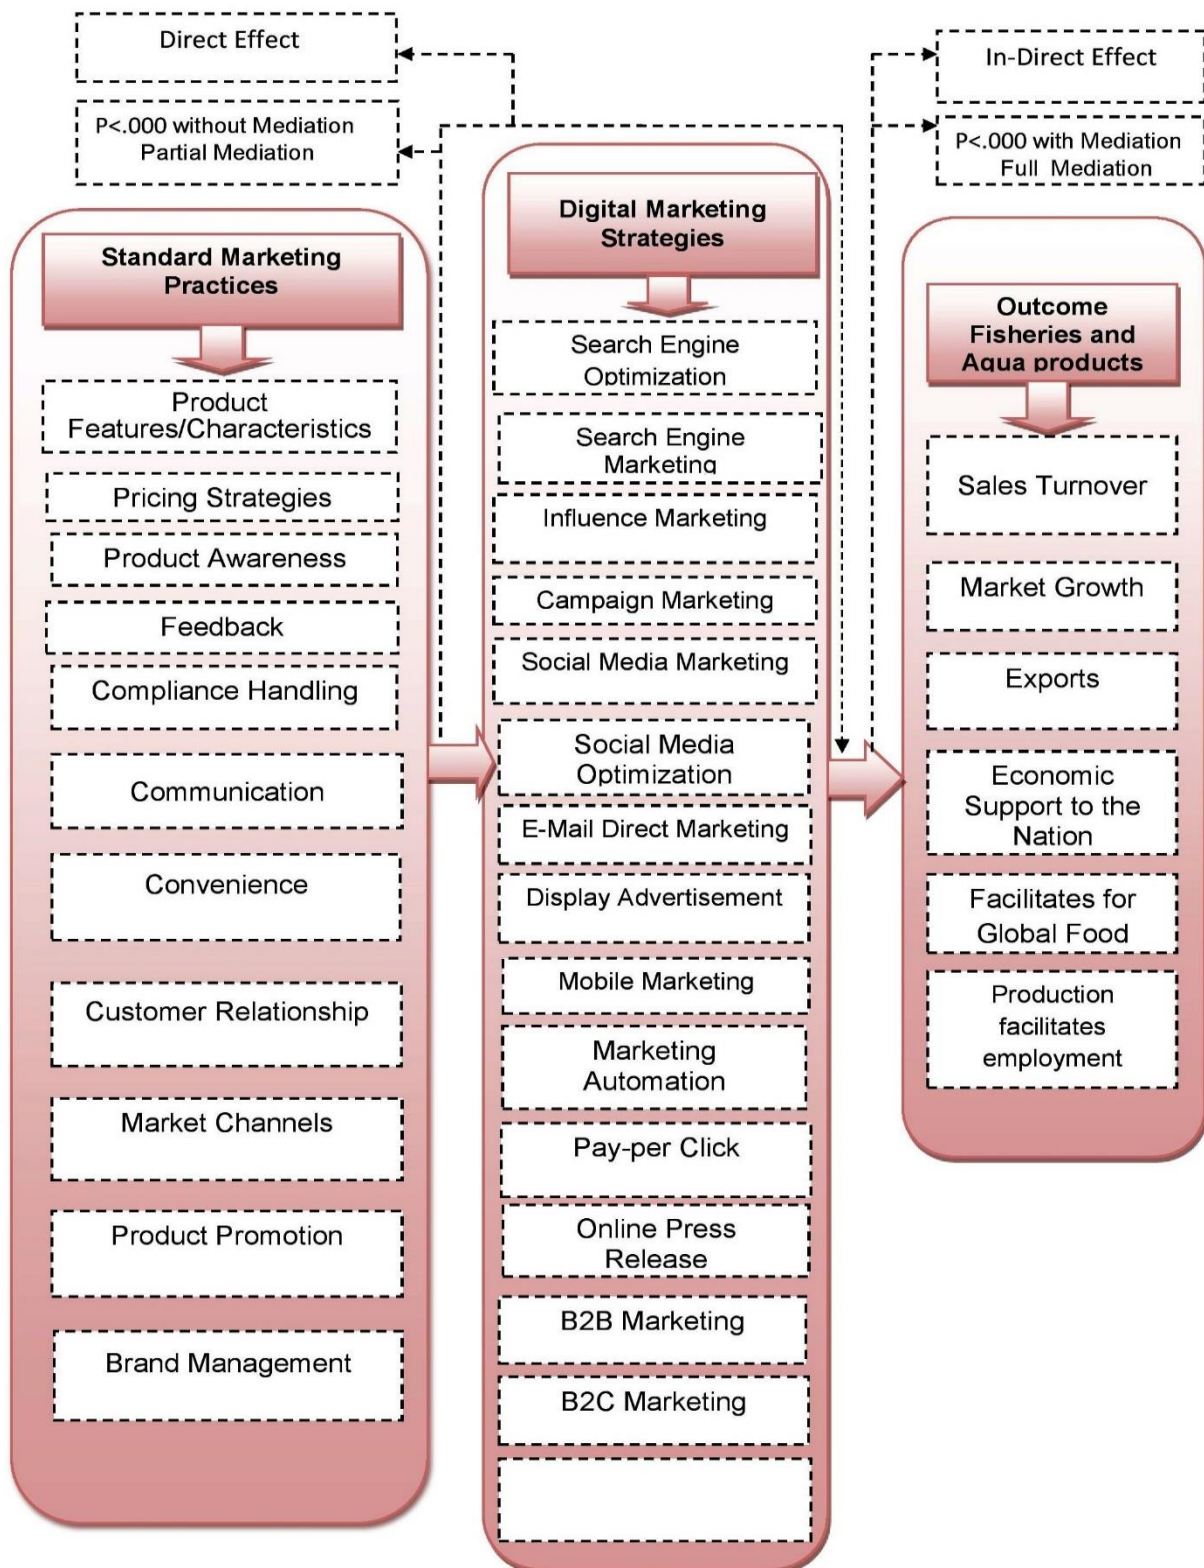 Direct Effect
P<.000 without Mediation
Partial Mediation
In-Direct Effect
P<.000 with Mediation
Full Mediation
Standard Marketing
Practices
Product
Features/Characteristics
Pricing Strategies
Product Awareness
Feedback
Compliance Handling
Communication
Convenience
Customer Relationship
Market Channels
Product Promotion
Brand Management
Digital Marketing
Strategies
Search Engine
Optimization
Search Engine
Marketing
Influence Marketing
Campaign Marketing
Social Media Marketing
Social Media
Optimization
E-Mail Direct Marketing
Display Advertisement
Mobile Marketing
Marketing
Automation
Pay-per Click
Online Press
Release
B2B Marketing
B2C Marketing
Outcome
Fisheries and
Aqua products
Sales Turnover
Market Growth
Exports
Economic
Support to the
Nation
Facilitates for
Global Food
Production
facilitates
employment